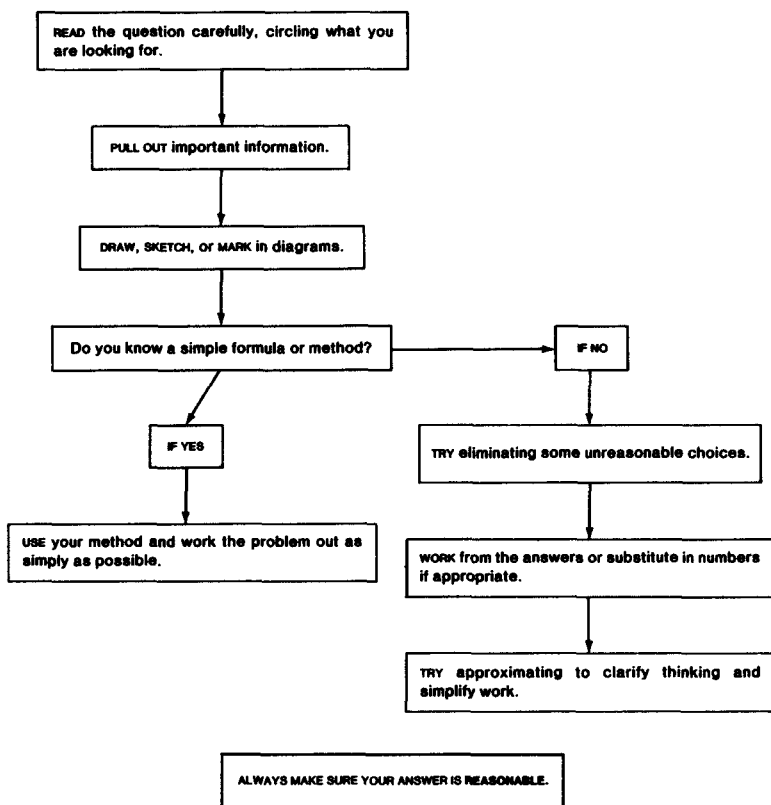 READ the question carefully, circling what you
are looking for.
PULL OUT important information.
DRAW, SKETCH, or MARK in diagrams.
Do you know a simple formula or method?
IF NO
IF YES
TRY eliminating some unreasonable choices.
USE your method and work the problem out as
simply as possible.
WORK from the answers or substitute in numbers
if appropriate.
TRY approximating to clarify thinking and
simplify work.
ALWAYS MAKE SURE YOUR ANSWER IS REASONABLE.